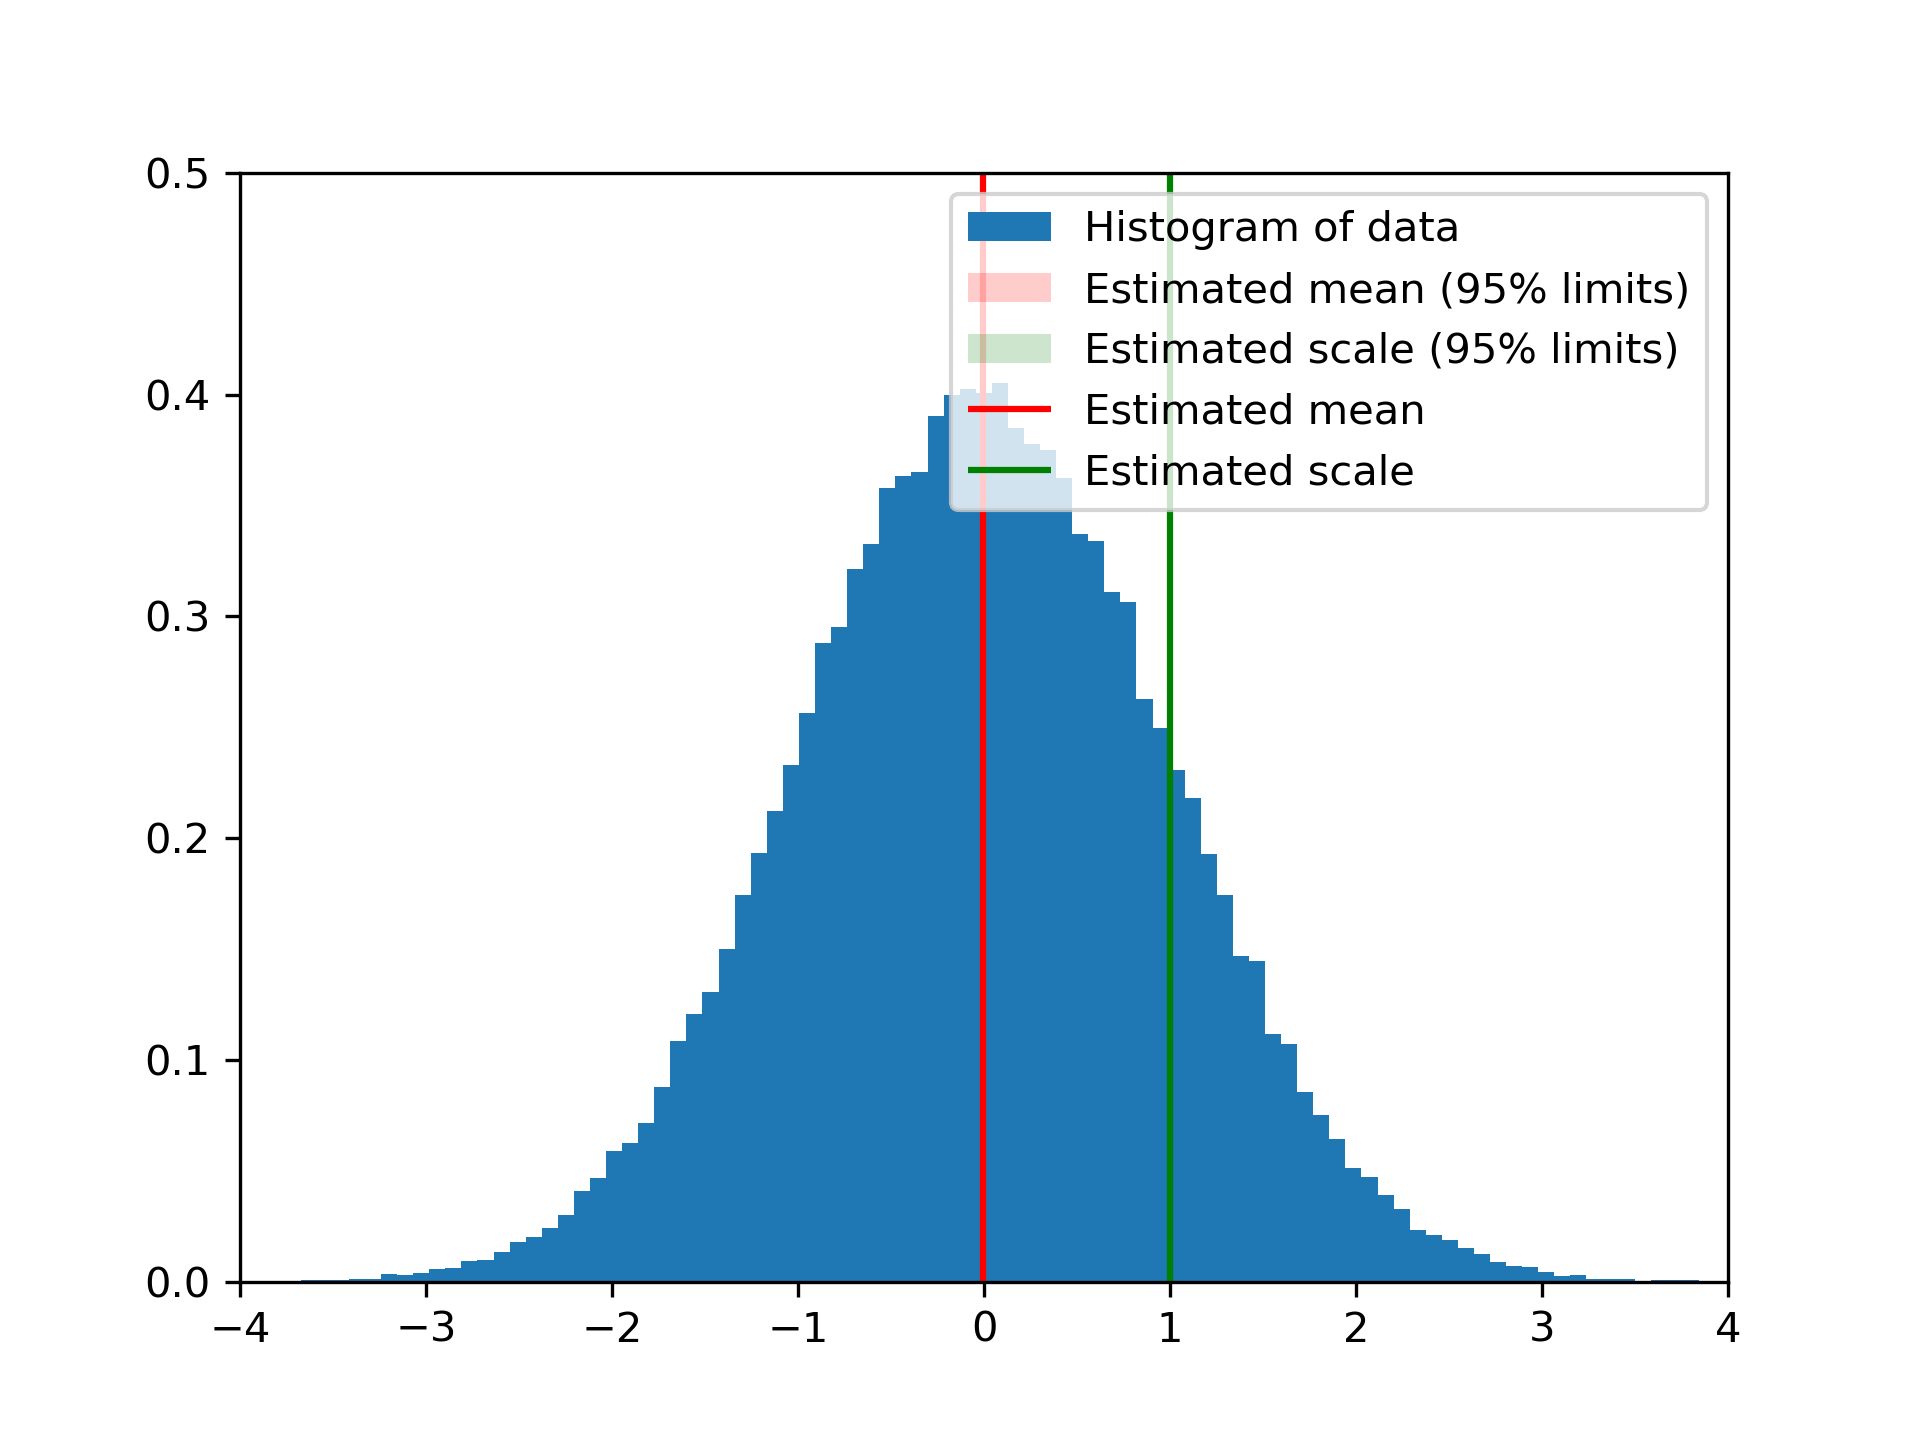 0.5
0.4
0.3
0.2
0.1
0.0
Histogram of data
Estimated mean (95% limits)
Estimated scale (95% limits)
Estimated mean
Estimated scale
−4 −3 −2 −1 0 1 2 3 4